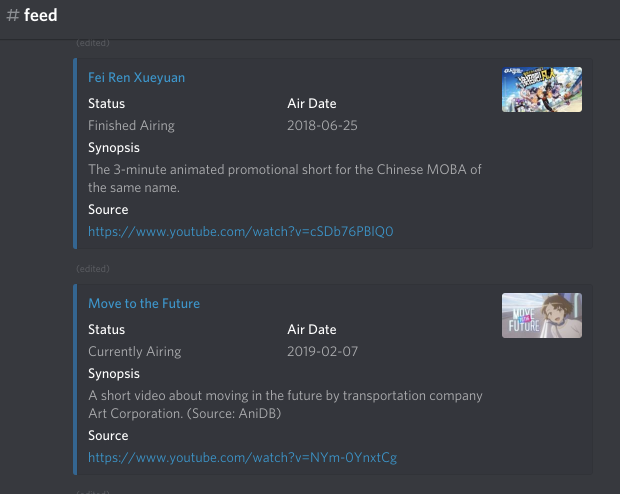 # feed
(edited)
Fei Ren Xueyuan
Status Air Date
Finished Airing 2018-06-25
Synopsis
The 3-minute animated promotional short for the Chinese MOBA of
the same name.
Source
https://www.youtube.com/watch?v=cSDb76PBlQ0
(edited)
Move to the Future
MOVE
TO THE
FUTURE
Status Air Date
Currently Airing 2019-02-07
Synopsis
A short video about moving in the future by transportation company
Art Corporation. (Source: AniDB)
Source
https://www.youtube.com/watch?v=NYm-0YnxtCg
(edited)